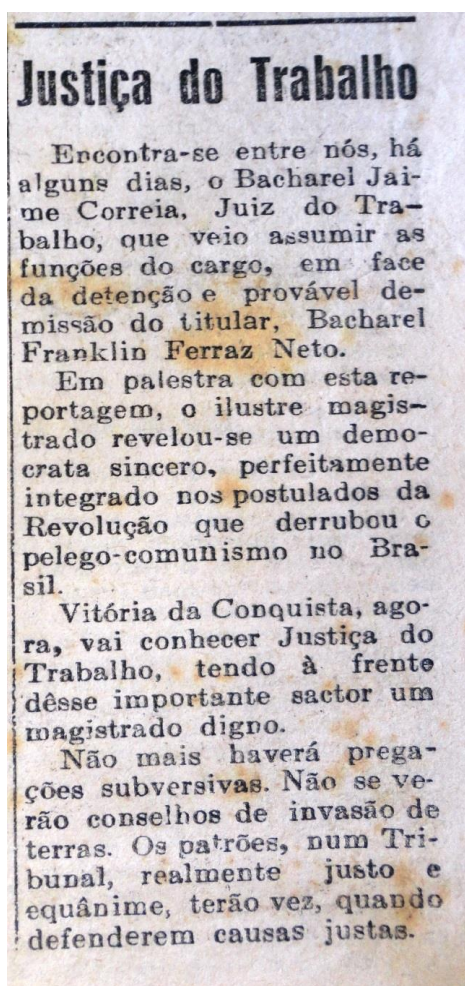 Justiça do Trabalho
Encontra-se entre nós, há
alguns dias, o Bacharel Jai-
me Correia, Juiz do Tra-
balho, que veio assumir as
funções do cargo, em face
da detenção e provável de-
missão do titular, Bacharel
Franklin Ferraz Neto.
Em palestra com esta re-
portagem, o ilustre magis-
trado revelou-se um demo-
crata sincero, perfeitamente
integrado nos postulados da
Revolução que derrubou o
pelego-comunismo no Bra-
sil.
Vitória da Conquista, ago-
ra, vai conhecer Justiça do
Trabalho, tendo à frente
dêsse importante sactor um
magistrado digno.
Não mais haverá prega-
ções subversivas. Não se ve-
rão conselhos de invasão de
terras. Os patrões, num Tri-
bunal, realmente justo e
equânime, terão vez, quando
defenderem causas justas.